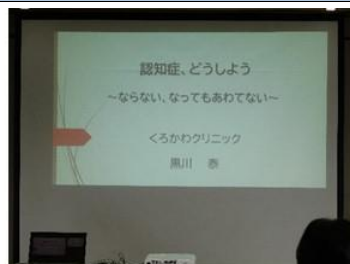 認知症、どうしよう
～ならない、なってもあわてない～
くろかわクリニック
黒川　泰